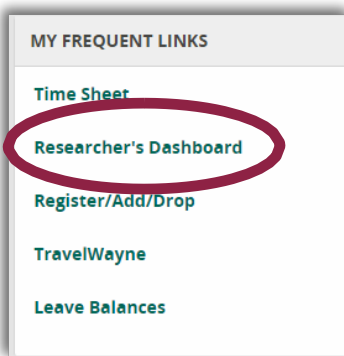 MY FREQUENT LINKS
Time Sheet
Researcher's Dashboard
Register/Add/Drop
TravelWayne
Leave Balances